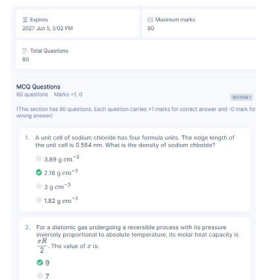 Expires
2027 Jun 5, 5:02 PM
Maximum marks
80
Total Questions
80
MCQ Questions
80 questions Marks +1, 0
SECTION 1
(This section has 80 questions. Each question carries +1 marks for correct answer and -0 mark for
wrong answer)
1. A unit cell of sodium chloride has four formula units. The edge length of
the unit cell is 0.564 nm. What is the density of sodium chloride?
3.89 g cm⁻³
2.16 g cm⁻³
3 g cm⁻³
1.82 g cm⁻³
2. For a diatomic gas undergoing a reversible process with its pressure
inversely proportional to absolute temperature, its molar heat capacity is
xR/2. The value of x is:
9
7